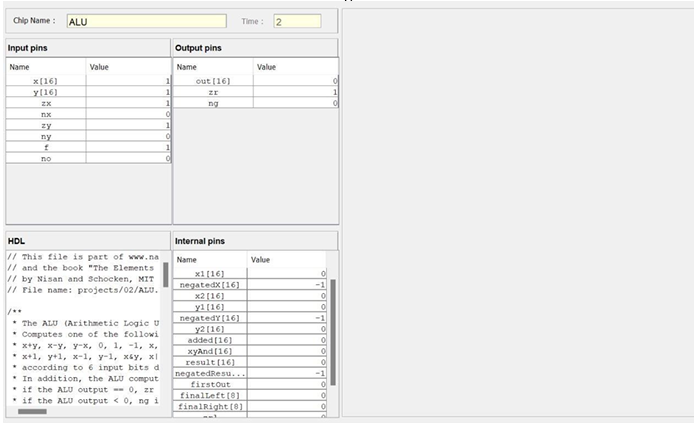 Chip Name : ALU Time : 2
Input pins Output pins
Name Value Name Value
x[16] 1 out[16] 0
y[16] 1 zr 1
zx 1 ng 0
nx 0
zy 1
ny 0
f 1
no 0
HDL Internal pins
// This file is part of www.na
// and the book "The Elements
// by Nisan and Schocken, MIT
// File name: projects/02/ALU.
/**
* The ALU (Arithmetic Logic U
* Computes one of the followi
* x+y, x-y, y-x, 0, 1, -1, x,
* x+1, y+1, x-1, y-1, x&y, x|
* according to 6 input bits d
* In addition, the ALU comput
* if the ALU output == 0, zr
* if the ALU output < 0, ng i
Name Value
x1[16] 0
negatedX[16] -1
x2[16] 0
y1[16] 0
negatedY[16] -1
y2[16] 0
added[16] 0
xyAnd[16] 0
result[16] 0
negatedResu... -1
firstOut 0
finalLeft[8] 0
finalRight[8] 0